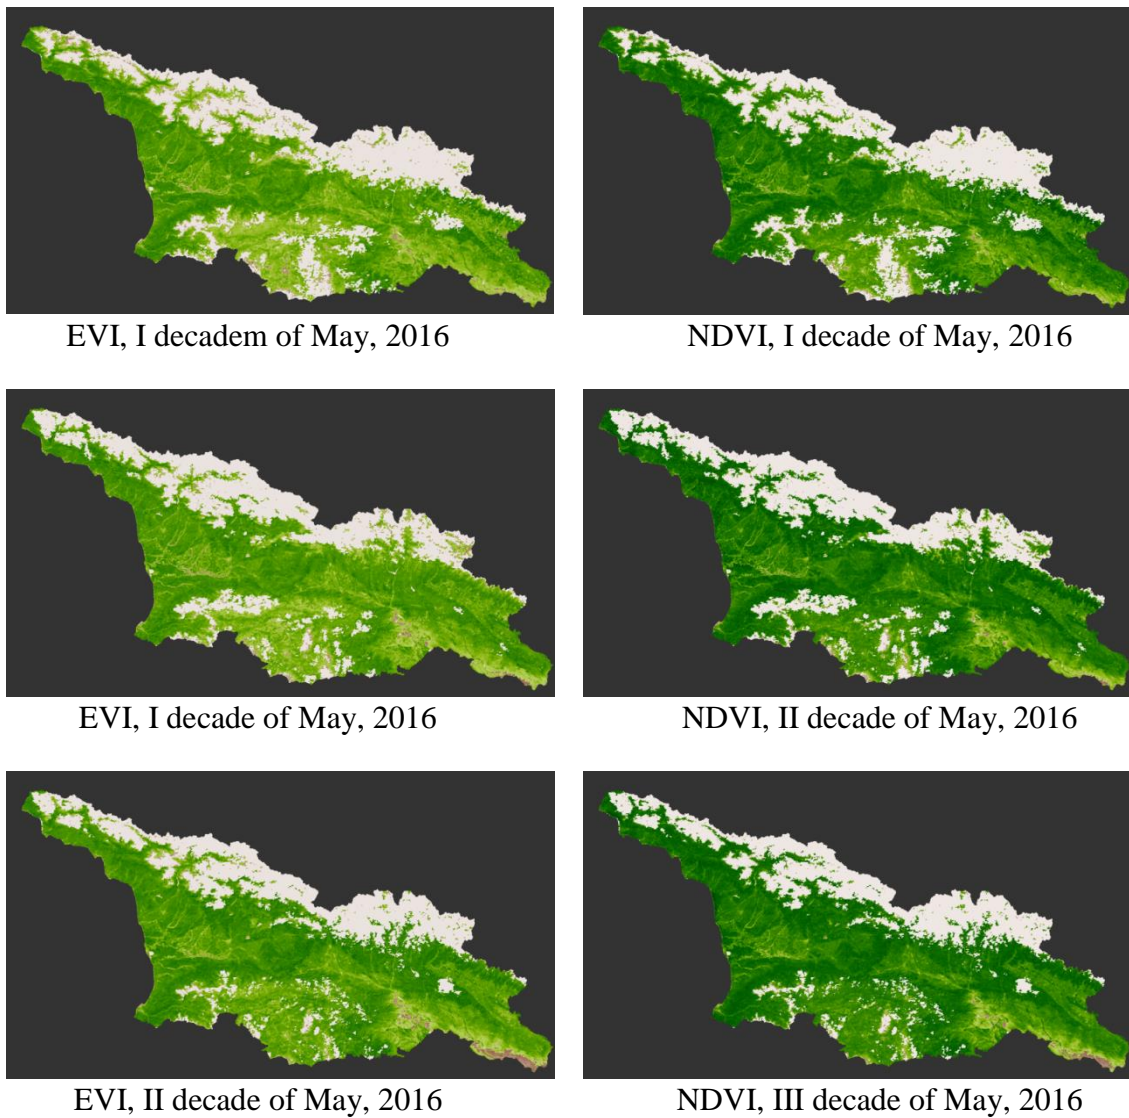 EVI, I decadem of May, 2016
NDVI, I decade of May, 2016
EVI, I decade of May, 2016
NDVI, II decade of May, 2016
EVI, II decade of May, 2016
NDVI, III decade of May, 2016